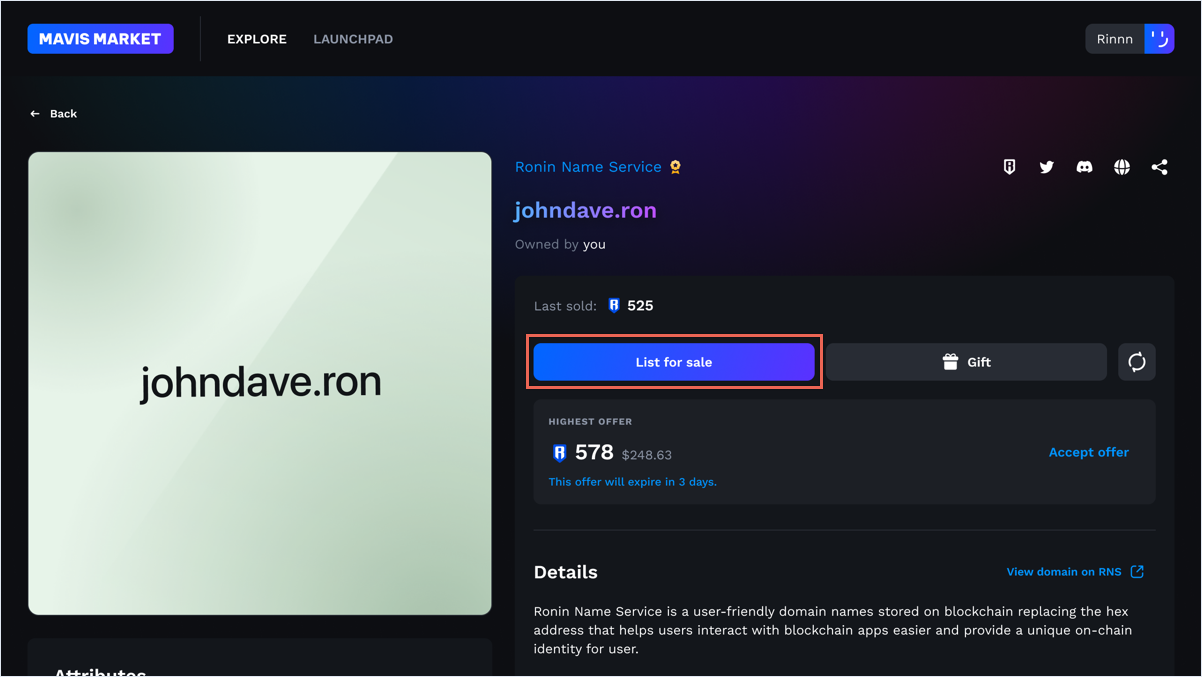 MAVIS MARKET
EXPLORE
LAUNCHPAD
Rinnn
Back
johndave.ron
Ronin Name Service
johndave.ron
Owned by you
Last sold: 525
List for sale
Gift
HIGHEST OFFER
578 $248.63
Accept offer
This offer will expire in 3 days.
Details
View domain on RNS
Ronin Name Service is a user-friendly domain names stored on blockchain replacing the hex
address that helps users interact with blockchain apps easier and provide a unique on-chain
identity for user.
Attributes